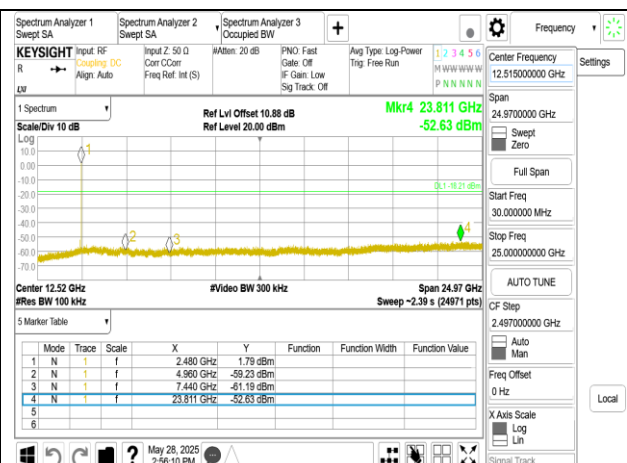 Spectrum Analyzer 1
Swept SA
Spectrum Analyzer 2
Swept SA
Spectrum Analyzer 3
Occupied BW
Frequency
KEYSIGHT
R
Input: RF
Coupling: DC
Align: Auto
Input Z: 50 Ω
Corr CCorr
Freq Ref: Int (S)
#Atten: 20 dB
PNO: Fast
Gate: Off
IF Gain: Low
Sig Track: Off
Avg Type: Log-Power
Trig: Free Run
1 2 3 4 5 6
M W W W W W
P N N N N N
1 Spectrum
Scale/Div 10 dB
Ref Lvl Offset 10.88 dB
Ref Level 20.00 dBm
Mkr4 23.811 GHz
-52.63 dBm
Log
10.0
0.00
-10.0
-20.0
-30.0
-40.0
-50.0
-60.0
-70.0
1
2
3
4
DL1 -18.21 dBm
Center 12.52 GHz
#Res BW 100 kHz
#Video BW 300 kHz
Span 24.97 GHz
Sweep ~2.39 s (24971 pts)
5 Marker Table
Mode Trace Scale X Y Function Function Width Function Value
1 N 1 f 2.480 GHz 1.79 dBm
2 N 1 f 4.960 GHz -59.23 dBm
3 N 1 f 7.440 GHz -61.19 dBm
4 N 1 f 23.811 GHz -52.63 dBm
5
6
May 28, 2025
2:56:10 PM
Center Frequency
12.515000000 GHz
Span
24.9700000 GHz
Swept
Zero
Full Span
Start Freq
30.000000 MHz
Stop Freq
25.000000000 GHz
AUTO TUNE
CF Step
2.497000000 GHz
Auto
Man
Freq Offset
0 Hz
X Axis Scale
Log
Lin
Signal Track
Settings
Local